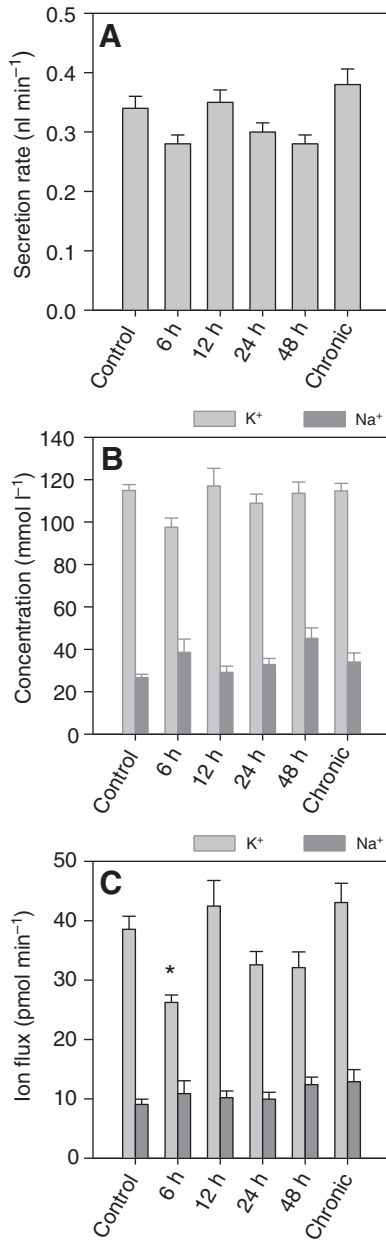 A
Secretion rate (nl min⁻¹)
0.5
0.4
0.3
0.2
0.1
0.0
Control
6 h
12 h
24 h
48 h
Chronic
K⁺
Na⁺
B
Concentration (mmol l⁻¹)
140
120
100
80
60
40
20
0
Control
6 h
12 h
24 h
48 h
Chronic
K⁺
Na⁺
C
Ion flux (pmol min⁻¹)
50
40
30
20
10
0
*
Control
6 h
12 h
24 h
48 h
Chronic